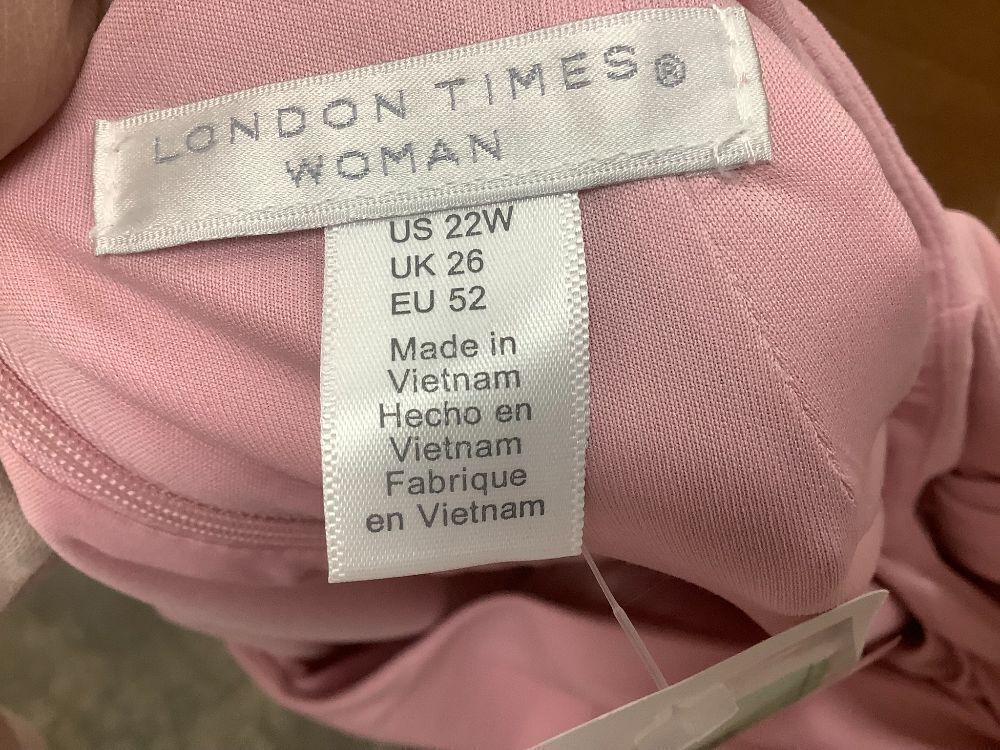 LONDON TIMES®
WOMAN
US 22W
UK 26
EU 52
Made in
Vietnam
Hecho en
Vietnam
Fabrique
en Vietnam